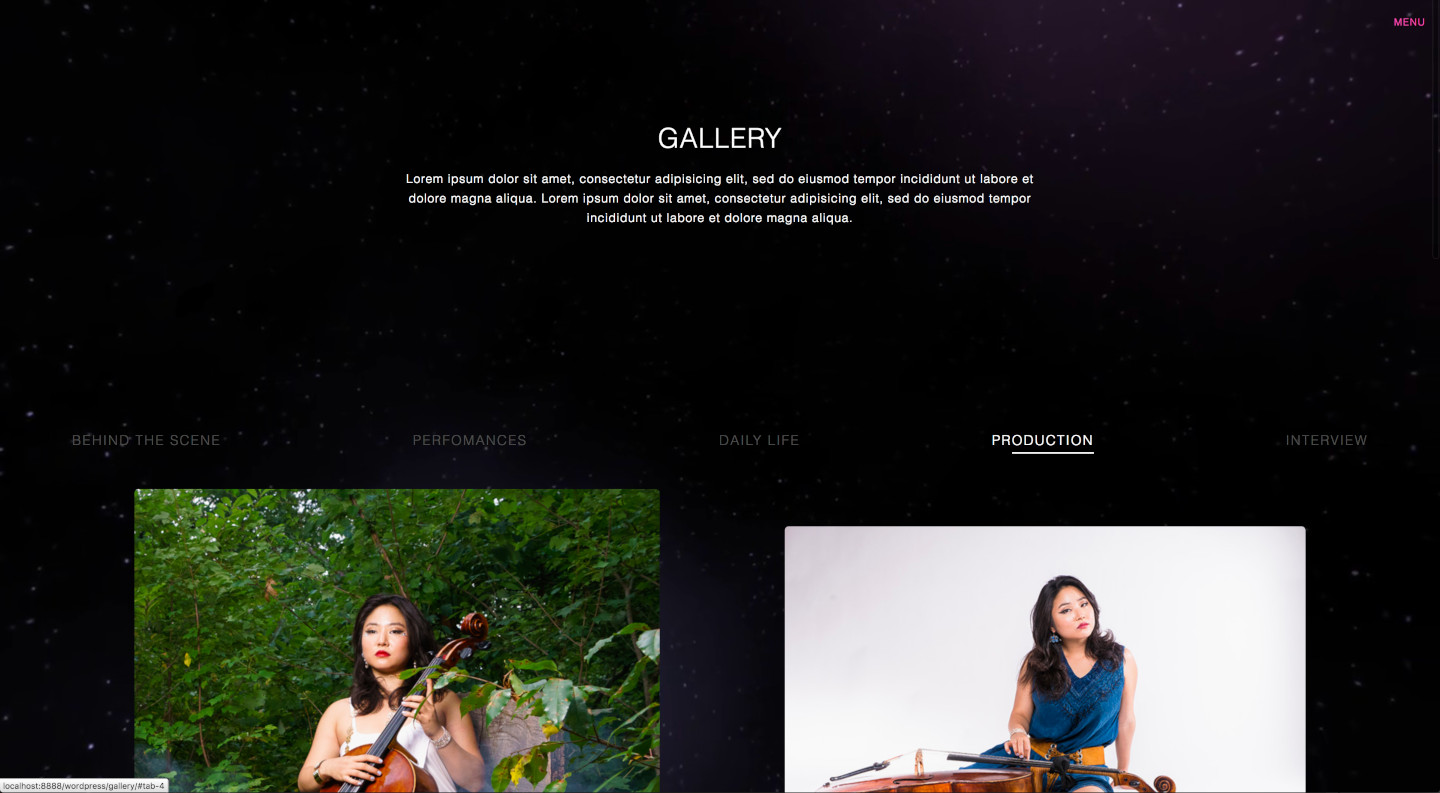 MENU
GALLERY
Lorem ipsum dolor sit amet, consectetur adipisicing elit, sed do eiusmod tempor incididunt ut labore et
dolore magna aliqua. Lorem ipsum dolor sit amet, consectetur adipisicing elit, sed do eiusmod tempor
incididunt ut labore et dolore magna aliqua.
BEHIND THE SCENE
PERFOMANCES
DAILY LIFE
PRODUCTION
INTERVIEW
localhost:8888/wordpress/gallery/#tab-4